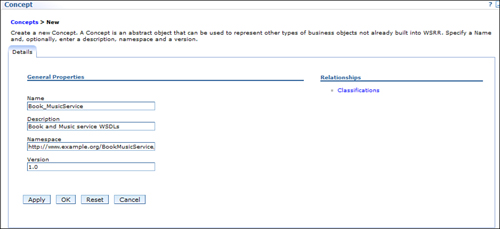 Concept
?
Concepts > New
Create a new Concept. A Concept is an abstract object that can be used to represent other types of business objects not already built into WSRR. Specify a Name
and, optionally, enter a description, namespace and a version.
Details
General Properties
Relationships
Name
Classifications
Book_MusicService
Description
Book and Music service WSDLs
Namespace
http://www.example.org/BookMusicService/
Version
1.0
Apply
OK
Reset
Cancel